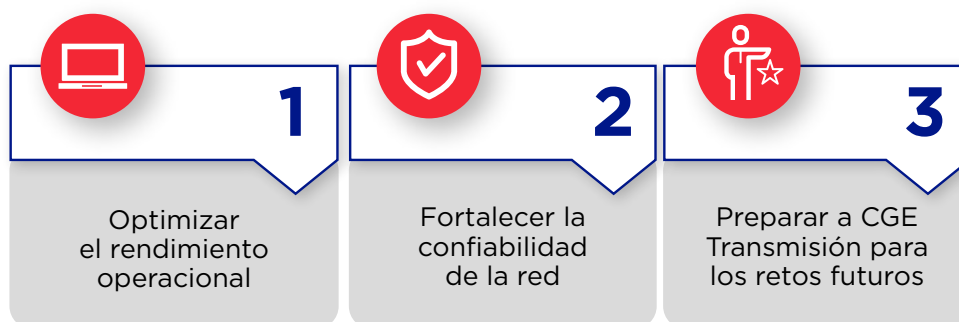 1
Optimizar
el rendimiento
operacional
2
Fortalecer la
confiabilidad
de la red
3
Preparar a CGE
Transmisión para
los retos futuros